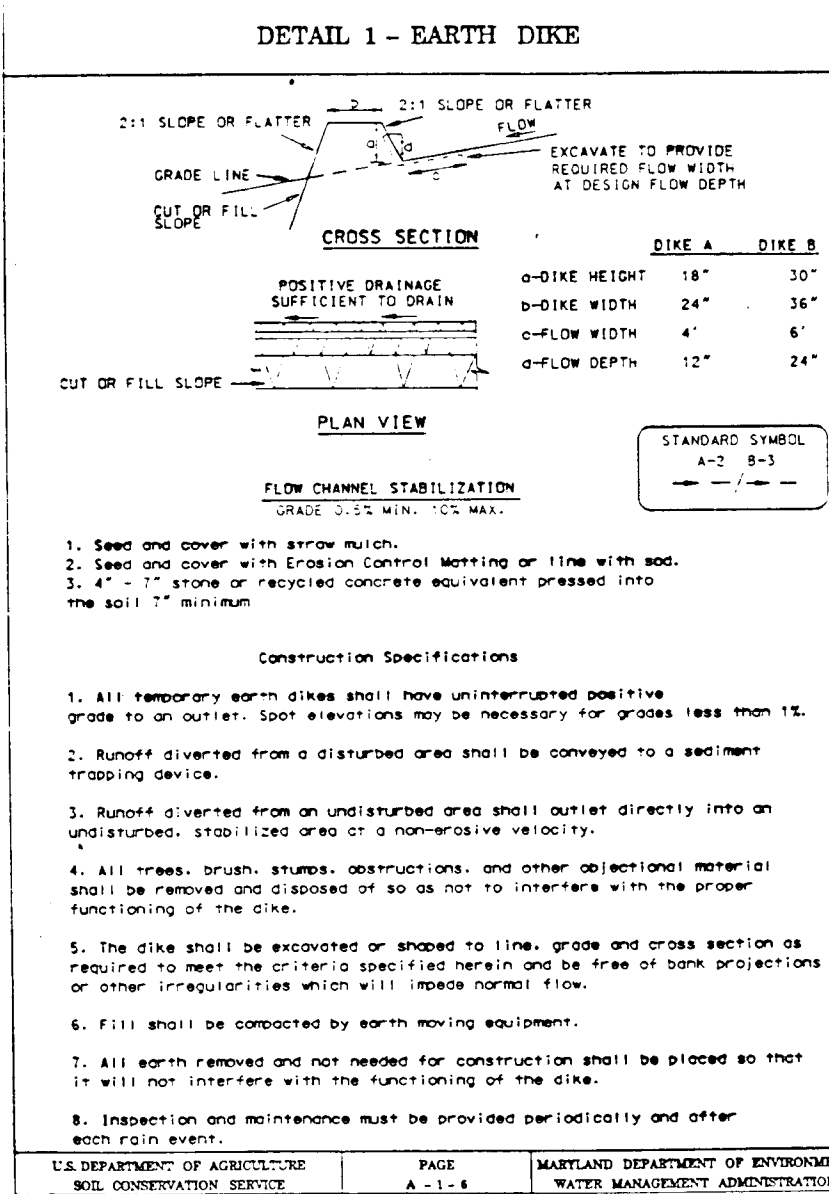 DETAIL 1 - EARTH DIKE
b
2:1 SLOPE OR FLATTER
2:1 SLOPE OR FLATTER
FLOW
a
d
EXCAVATE TO PROVIDE
REQUIRED FLOW WIDTH
AT DESIGN FLOW DEPTH
GRADE LINE
c
CUT OR FILL
SLOPE
CROSS SECTION
DIKE A DIKE B
a-DIKE HEIGHT 18" 30"
b-DIKE WIDTH 24" 36"
c-FLOW WIDTH 4' 6'
d-FLOW DEPTH 12" 24"
POSITIVE DRAINAGE
SUFFICIENT TO DRAIN
CUT OR FILL SLOPE
PLAN VIEW
STANDARD SYMBOL
A-2 B-3
FLOW CHANNEL STABILIZATION
GRADE 0.5% MIN. 10% MAX.
1. Seed and cover with straw mulch.
2. Seed and cover with Erosion Control Matting or line with sod.
3. 4" - 7" stone or recycled concrete equivalent pressed into
the soil 7" minimum
Construction Specifications
1. All temporary earth dikes shall have uninterrupted positive
grade to an outlet. Spot elevations may be necessary for grades less than 1%.
2. Runoff diverted from a disturbed area shall be conveyed to a sediment
trapping device.
3. Runoff diverted from an undisturbed area shall outlet directly into an
undisturbed, stabilized area at a non-erosive velocity.
4. All trees, brush, stumps, obstructions, and other objectional material
shall be removed and disposed of so as not to interfere with the proper
functioning of the dike.
5. The dike shall be excavated or shaped to line, grade and cross section as
required to meet the criteria specified herein and be free of bank projections
or other irregularities which will impede normal flow.
6. Fill shall be compacted by earth moving equipment.
7. All earth removed and not needed for construction shall be placed so that
it will not interfere with the functioning of the dike.
8. Inspection and maintenance must be provided periodically and after
each rain event.
U.S. DEPARTMENT OF AGRICULTURE
SOIL CONSERVATION SERVICE
PAGE
A - 1 - 6
MARYLAND DEPARTMENT OF ENVIRONME
WATER MANAGEMENT ADMINISTRATIO